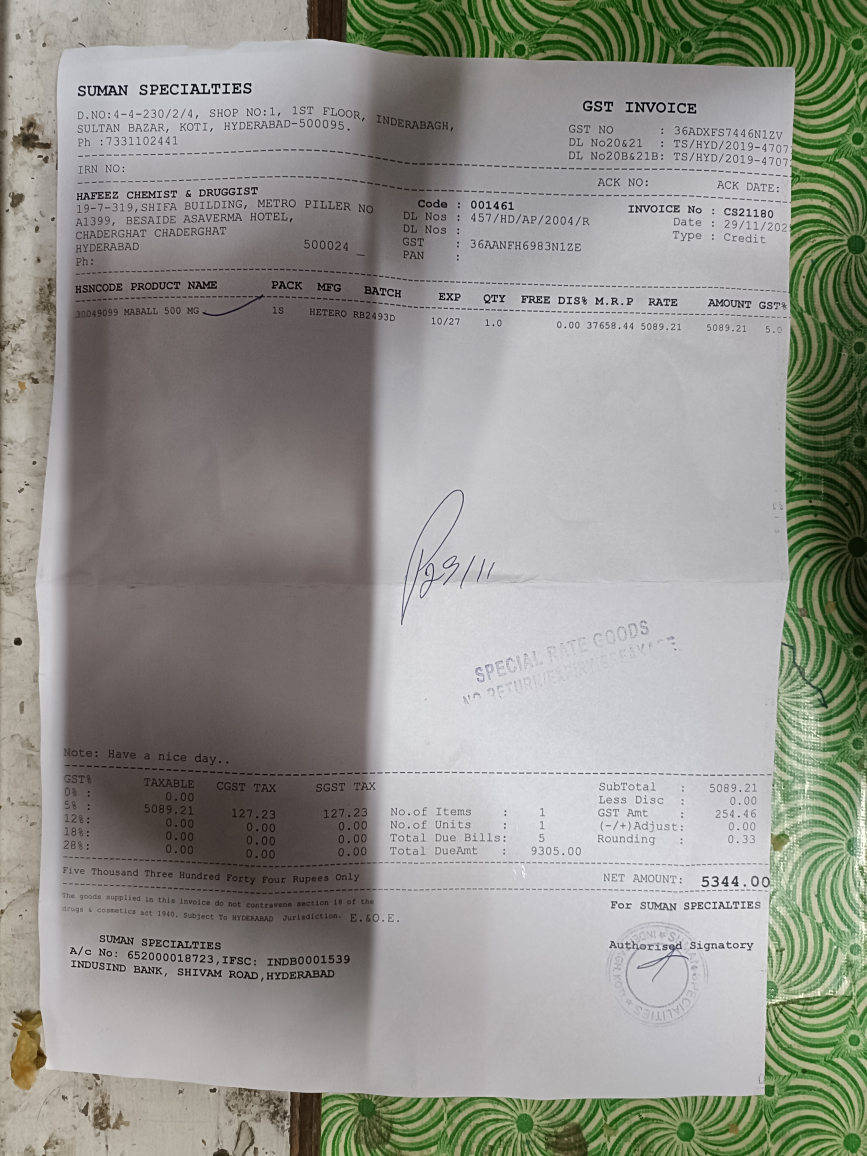 SUMAN SPECIALTIES
D.NO:4-4-230/2/4, SHOP NO:1, 1ST FLOOR, INDERABAGH,
SULTAN BAZAR, KOTI, HYDERABAD-500095.
Ph :7331102441
GST INVOICE
GST NO : 36ADXFS7446N1ZV
DL No20&21 : TS/HYD/2019-4707
DL No20B&21B: TS/HYD/2019-4707
IRN NO:
ACK NO: ACK DATE:
HAFEEZ CHEMIST & DRUGGIST
19-7-319,SHIFA BUILDING, METRO PILLER NO
A1399, BESAIDE ASAVERMA HOTEL,
CHADERGHAT CHADERGHAT
HYDERABAD 500024
Ph:
Code : 001461
DL Nos : 457/HD/AP/2004/R
DL Nos :
GST : 36AANFH6983N1ZE
PAN :
INVOICE No : CS21180
Date : 29/11/202
Type : Credit
HSNCODE PRODUCT NAME PACK MFG BATCH EXP QTY FREE DIS% M.R.P RATE AMOUNT GST%
30049099 MABALL 500 MG 1S HETERO RB2493D 10/27 1.0 0.00 37658.44 5089.21 5089.21 5.0
29/11
SPECIAL RATE GOODS
NO RETURN/EXPIRY/BREAKAGE
Note: Have a nice day..
GST% TAXABLE CGST TAX SGST TAX
0% : 0.00
5% : 5089.21 127.23 127.23
12%: 0.00 0.00 0.00
18%: 0.00 0.00 0.00
28%: 0.00 0.00 0.00
No.of Items : 1
No.of Units : 1
Total Due Bills: 5
Total DueAmt : 9305.00
SubTotal : 5089.21
Less Disc : 0.00
GST Amt : 254.46
(-/+)Adjust: 0.00
Rounding : 0.33
Five Thousand Three Hundred Forty Four Rupees Only
NET AMOUNT: 5344.00
The goods supplied in this invoice do not contravene section 18 of the
drugs & cosmetics act 1940. Subject To HYDERABAD Jurisdiction. E.&O.E.
For SUMAN SPECIALTIES
SUMAN SPECIALTIES
A/c No: 652000018723,IFSC: INDB0001539
INDUSIND BANK, SHIVAM ROAD,HYDERABAD
Authorised Signatory